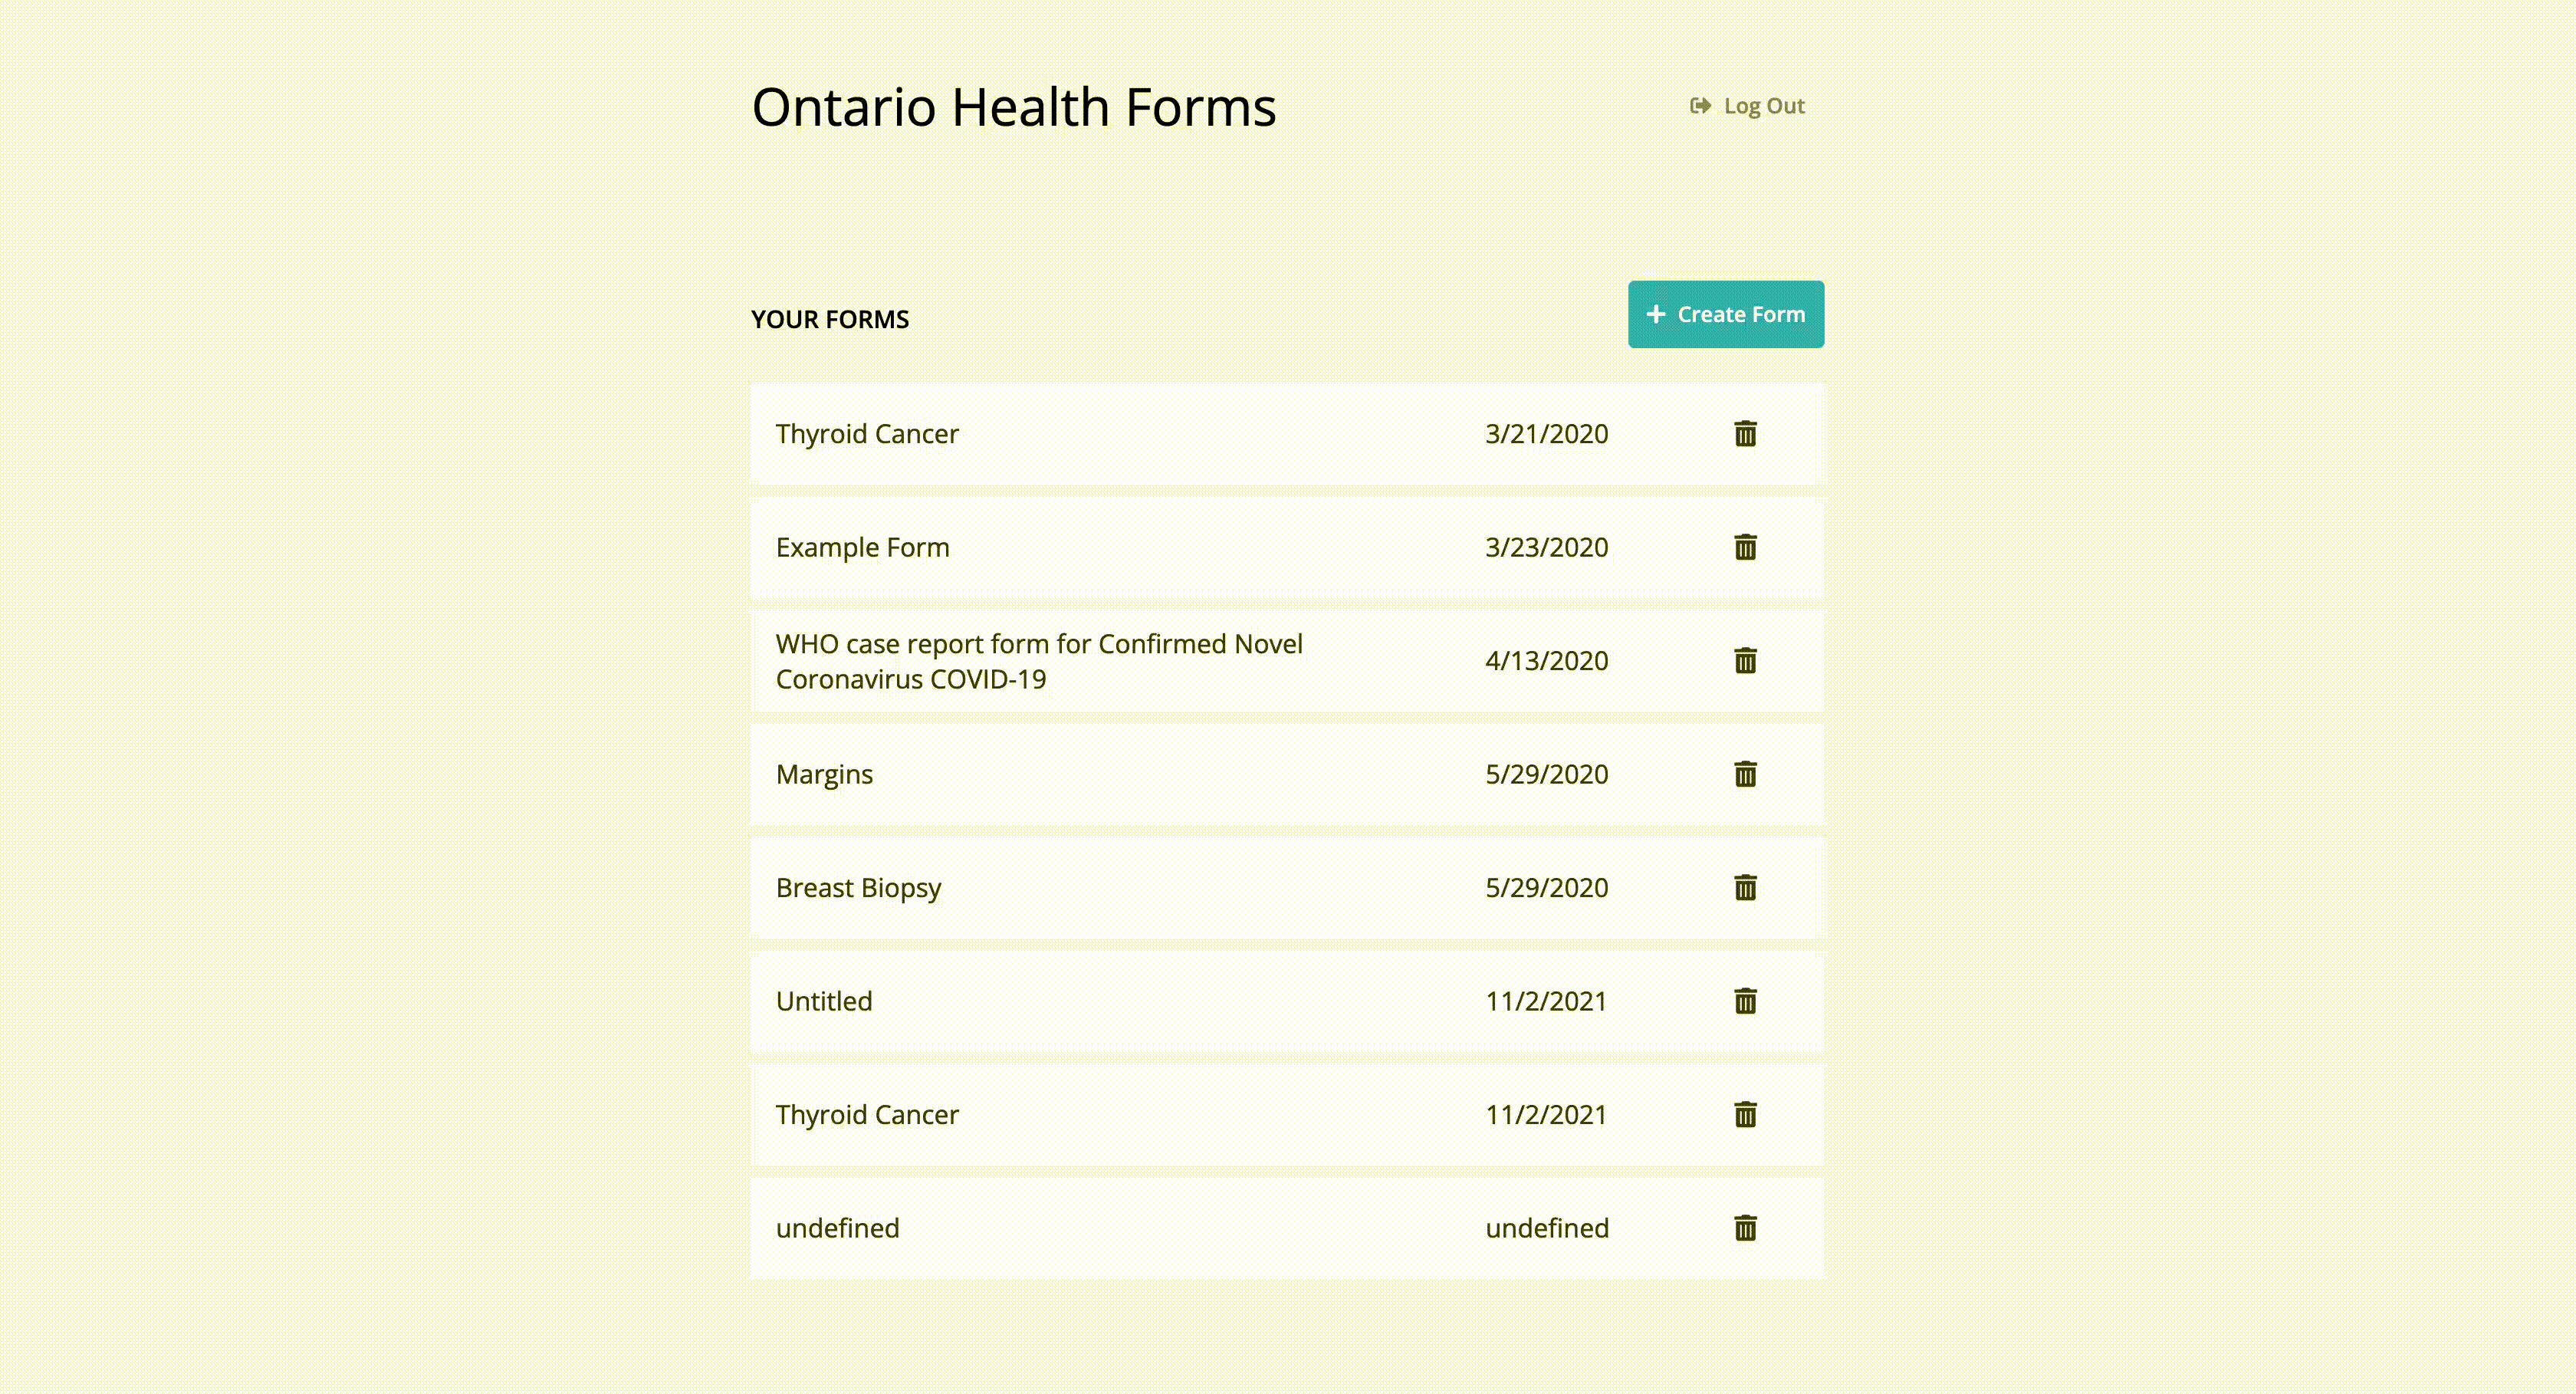 Ontario Health Forms
Log Out
YOUR FORMS
Create Form
Thyroid Cancer 3/21/2020
Example Form 3/23/2020
WHO case report form for Confirmed Novel
Coronavirus COVID-19
4/13/2020
Margins 5/29/2020
Breast Biopsy 5/29/2020
Untitled 11/2/2021
Thyroid Cancer 11/2/2021
undefined undefined